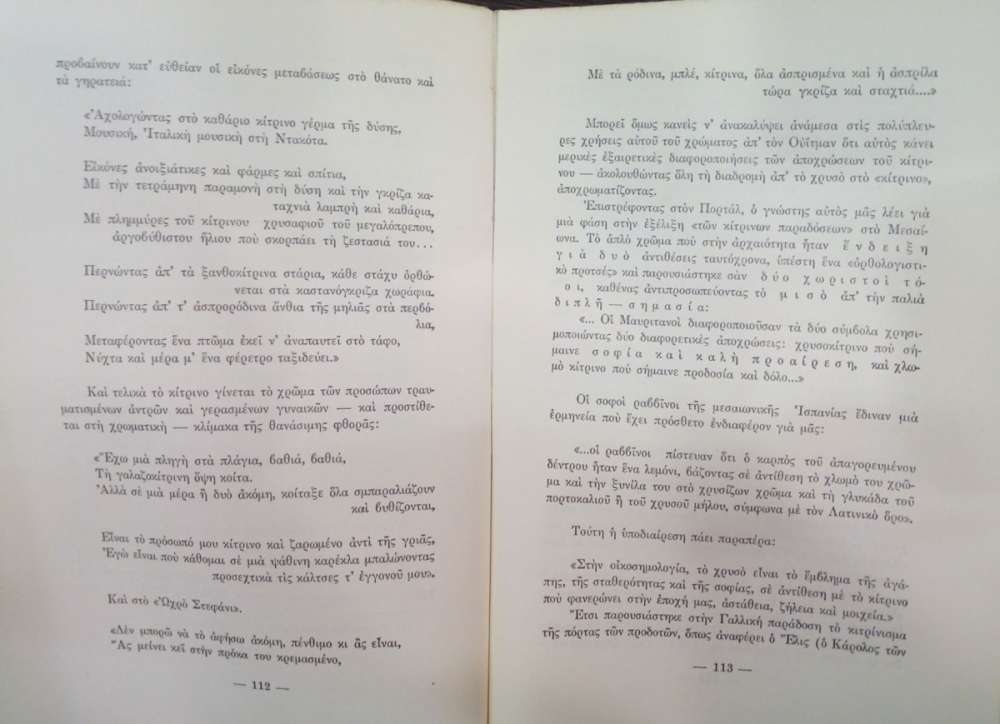 προβαίνουν κατ' εὐθεῖαν οἱ εἰκόνες μεταβάσεως στὸ θάνατο καὶ
τὰ γηρατειά:
«Ἀχολογώντας στὸ καθάριο κίτρινο γέρμα τῆς δύσης,
Μουσική, Ἰταλικὴ μουσικὴ στὴ Ντακότα.
Εἰκόνες ἀνοιξιάτικες καὶ φάρμες καὶ σπίτια,
Μὲ τὴν τετράμηνη παραμονὴ στὴ δύση καὶ τὴν γκρίζα κα-
ταχνιὰ λαμπρὴ καὶ καθάρια,
Μὲ πλημμύρες τοῦ κίτρινου χρυσαφιοῦ τοῦ μεγαλόπρεπου,
ἀργοβύθιστου ἥλιου ποὺ σκορπάει τὴ ζεστασιά του...
Περνώντας ἀπ' τὰ ξανθοκίτρινα στάρια, κάθε στάχυ ὀρθώ-
νεται στὰ καστανόγκριζα χωράφια.
Περνώντας ἀπ' τ' ἀσπρορόδινα ἄνθια τῆς μηλιᾶς στὰ περβό-
λια,
Μεταφέροντας ἕνα πτῶμα ἐκεῖ ν' ἀναπαυτεῖ στὸ τάφο,
Νύχτα καὶ μέρα μ' ἕνα φέρετρο ταξιδεύει.»
Καὶ τελικὰ τὸ κίτρινο γίνεται τὸ χρῶμα τῶν προσώπων τραυ-
ματισμένων ἀντρῶν καὶ γερασμένων γυναικῶν — καὶ προστίθε-
ται στὴ χρωματικὴ — κλίμακα τῆς θανάσιμης φθορᾶς:
«Ἔχω μιὰ πληγὴ στὰ πλάγια, βαθιά, βαθιά,
Τὴ γαλαζοκίτρινη ὄψη κοίτα.
Ἀλλὰ σὲ μιὰ μέρα ἢ δυὸ ἀκόμη, κοίταξε ὅλα σμπαραλιάζουν
καὶ βυθίζονται,
Εἶναι τὸ πρόσωπό μου κίτρινο καὶ ζαρωμένο ἀντὶ τῆς γριᾶς,
Ἐγὼ εἶναι ποὺ κάθομαι σὲ μιὰ ψάθινη καρέκλα μπαλώνοντας
προσεχτικὰ τὶς κάλτσες τ' ἐγγονοῦ μου».
Καὶ στὸ «Ὠχρὸ Στεφάνι».
«Δὲν μπορῶ νὰ τὸ ἀφήσω ἀκόμη, πένθιμο κι ἂς εἶναι,
Ἂς μείνει κεῖ στὴν πρόκα του κρεμασμένο,
— 112 —
Μὲ τὰ ρόδινα, μπλέ, κίτρινα, ὅλα ἀσπρισμένα καὶ ἡ ἀσπρίλα
τώρα γκρίζα καὶ σταχτιά....»
Μπορεῖ ὅμως κανεὶς ν' ἀνακαλύψει ἀνάμεσα στὶς πολύπλευ-
ρες χρήσεις αὐτοῦ τοῦ χρώματος ἀπ' τὸν Οὐΐτμαν ὅτι αὐτὸς κάνει
μερικὲς ἐξαιρετικὲς διαφοροποιήσεις τῶν ἀποχρώσεων τοῦ κίτρι-
νου — ἀκολουθώντας ὅλη τὴ διαδρομὴ ἀπ' τὸ χρυσὸ στὸ «κίτρινο»,
ἀποχρωματίζοντας.
Ἐπιστρέφοντας στὸν Πορτάλ, ὁ γνώστης αὐτὸς μᾶς λέει γιὰ
μιὰ φάση στὴν ἐξέλιξη «τῶν κίτρινων παραδόσεων» στὸ Μεσαί-
ωνα. Τὸ ἁπλὸ χρῶμα ποὺ στὴν ἀρχαιότητα ἦταν ἔνδειξη
γιὰ δυὸ ἀντιθέσεις ταυτόχρονα, ὑπέστη ἕνα «ὀρθολογιστι-
κὸ προτσὲς» καὶ παρουσιάστηκε σὰν δύο χωριστοὶ τό-
οι, καθένας ἀντιπροσωπεύοντας τὸ μισὸ ἀπ' τὴν παλιὰ
διπλῆ — σημασία:
«... Οἱ Μαυριτανοὶ διαφοροποιοῦσαν τὰ δύο σύμβολα χρησι-
μοποιώντας δύο διαφορετικὲς ἀποχρώσεις: χρυσοκίτρινο ποὺ σή-
μαινε σοφία καὶ καλὴ προαίρεση, καὶ χλω-
μὸ κίτρινο ποὺ σήμαινε προδοσία καὶ δόλο...»
Οἱ σοφοὶ ραββῖνοι τῆς μεσαιωνικῆς Ἱσπανίας ἔδιναν μιὰ
ἑρμηνεία ποὺ ἔχει πρόσθετο ἐνδιαφέρον γιὰ μᾶς:
«...οἱ ραββῖνοι πίστευαν ὅτι ὁ καρπὸς τοῦ ἀπαγορευμένου
δέντρου ἦταν ἕνα λεμόνι, βάζοντας σὲ ἀντίθεση τὸ χλωμό του χρῶ-
μα καὶ τὴν ξυνίλα του στὸ χρυσίζων χρῶμα καὶ τὴ γλυκάδα τοῦ
πορτοκαλιοῦ ἢ τοῦ χρυσοῦ μήλου, σύμφωνα μὲ τὸν Λατινικὸ ὅρο».
Τούτη ἡ ὑποδιαίρεση πάει παραπέρα:
«Στὴν οἰκοσημολογία, τὸ χρυσὸ εἶναι τὸ ἔμβλημα τῆς ἀγά-
πης, τῆς σταθερότητας καὶ τῆς σοφίας, σὲ ἀντίθεση μὲ τὸ κίτρινο
ποὺ φανερώνει στὴν ἐποχή μας, ἀστάθεια, ζήλεια καὶ μοιχεία.»
Ἔτσι παρουσιάστηκε στὴν Γαλλικὴ παράδοση τὸ κιτρίνισμα
τῆς πόρτας τῶν προδοτῶν, ὅπως ἀναφέρει ὁ Ἔλις (ὁ Κάρολος τῶν
— 113 —